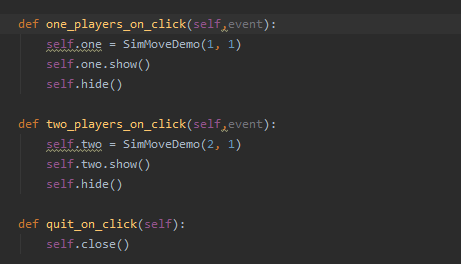 def one_players_on_click(self,event):
self.one = SimMoveDemo(1, 1)
self.one.show()
self.hide()
def two_players_on_click(self,event):
self.two = SimMoveDemo(2, 1)
self.two.show()
self.hide()
def quit_on_click(self):
self.close()